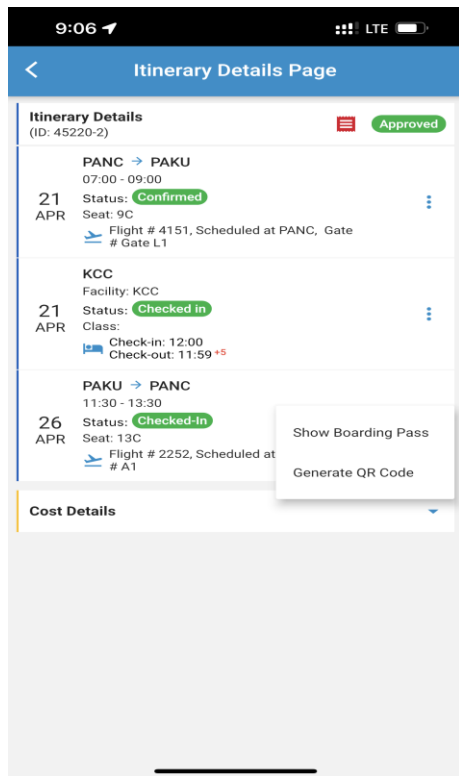 9:06
LTE
Itinerary Details Page
Itinerary Details
(ID: 45220-2)
Approved
PANC → PAKU
07:00 - 09:00
21
APR
Status: Confirmed
Seat: 9C
Flight # 4151, Scheduled at PANC, Gate
# Gate L1
KCC
Facility: KCC
21
APR
Status: Checked in
Class:
Check-in: 12:00
Check-out: 11:59 +5
PAKU → PANC
11:30 - 13:30
26
APR
Status: Checked-In
Seat: 13C
Flight # 2252, Scheduled at
# A1
Show Boarding Pass
Generate QR Code
Cost Details